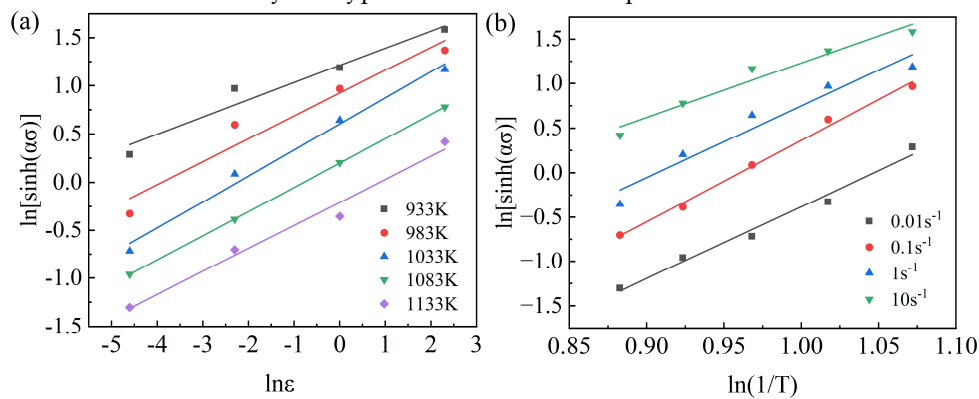 (a)
ln[sinh(ασ)]
1.5
1.0
0.5
0.0
-0.5
-1.0
-1.5
-5 -4 -3 -2 -1 0 1 2 3
lnε
933K
983K
1033K
1083K
1133K
(b)
ln[sinh(ασ)]
1.5
1.0
0.5
0.0
−0.5
−1.0
−1.5
0.85 0.90 0.95 1.00 1.05 1.10
ln(1/T)
0.01s⁻¹
0.1s⁻¹
1s⁻¹
10s⁻¹